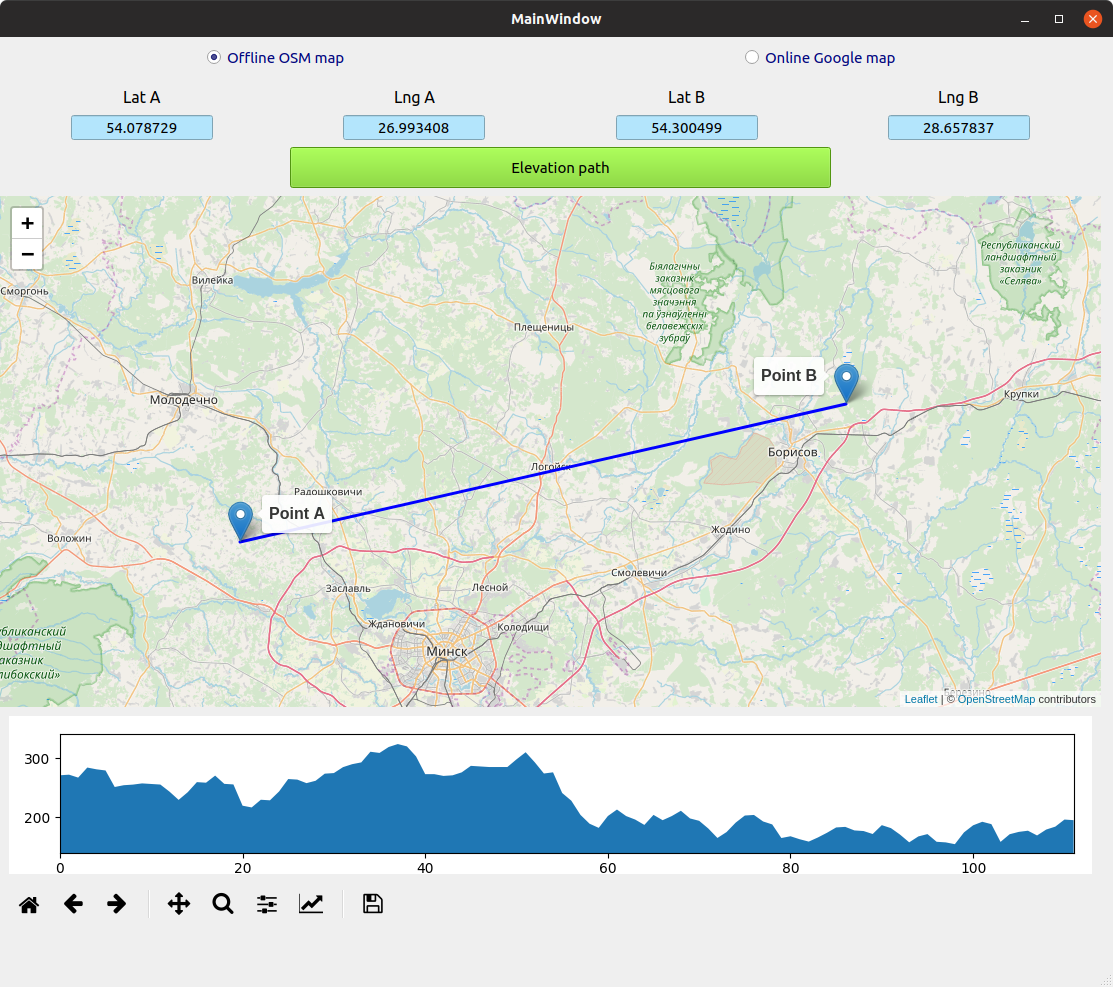 MainWindow
Offline OSM map
Online Google map
Lat A
Lng A
Lat B
Lng B
54.078729
26.993408
54.300499
28.657837
Elevation path
+
−
Республиканский
ландшафтный
заказник
«Селява»
Біялагічны
заказнік
мясцовага
значэння
па ўзнаўленні
белавежскіх
зуброў
Вилейка
Сморгонь
Плещеницы
Point B
Крупки
Молодечно
Борисов
Логойск
Радошковичи
Point A
Воложин
Жодино
Смолевичи
Заславль
Лесной
Ждановичи
Колодищи
убликанский
дшафтный
аказник
либокский»
Минск
Березино
Leaflet | © OpenStreetMap contributors
300
200
0
20
40
60
80
100